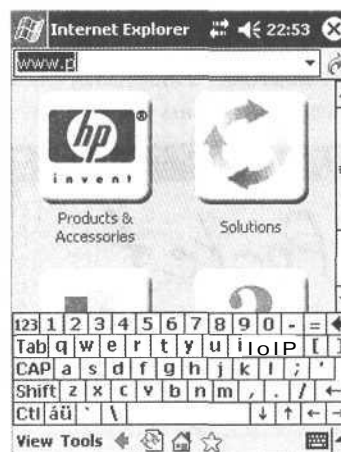 Internet Explorer 22:53
www.p
hp®
invent
Products & Accessories
Solutions
?
123 1 2 3 4 5 6 7 8 9 0 - =
Tab q w e r t y u i IoIP [ ]
CAP a s d f g h j k l ; '
Shift z x c v b n m , . /
Ctl áü ` \
View Tools